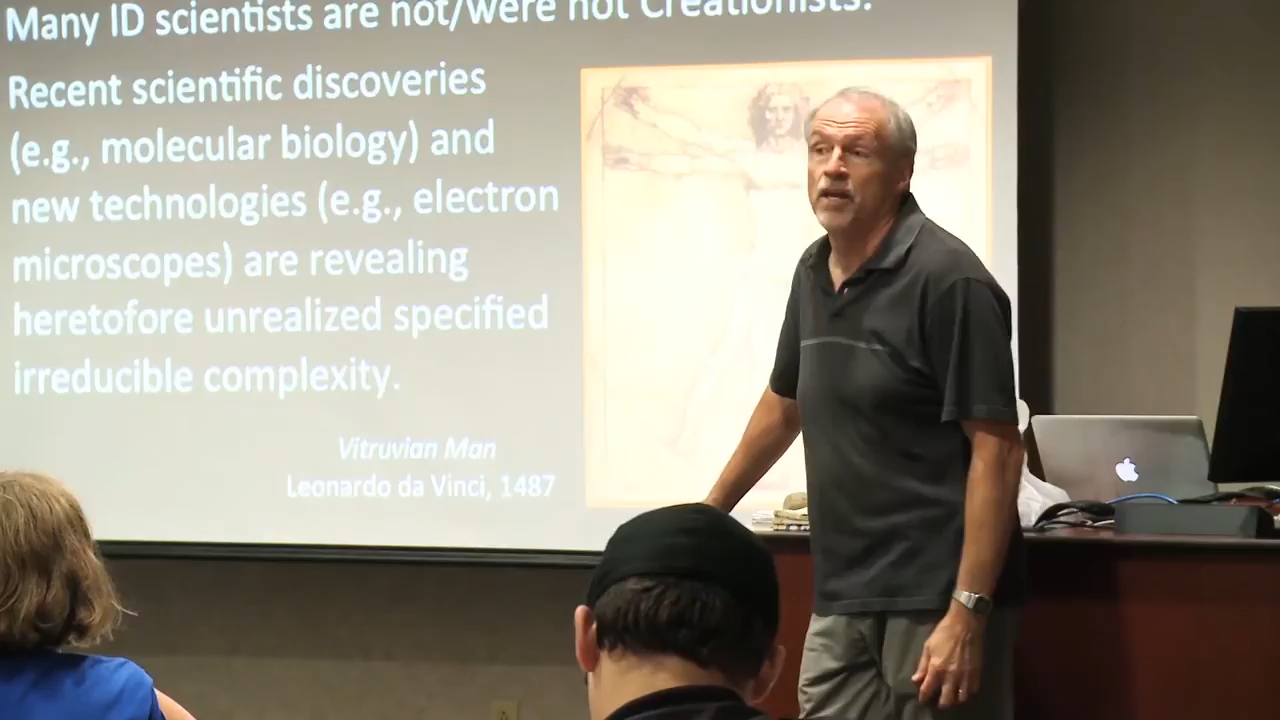 Many ID scientists are not/were not Creationists.
Recent scientific discoveries
(e.g., molecular biology) and
new technologies (e.g., electron
microscopes) are revealing
heretofore unrealized specified
irreducible complexity.
Vitruvian Man
Leonardo da Vinci, 1487